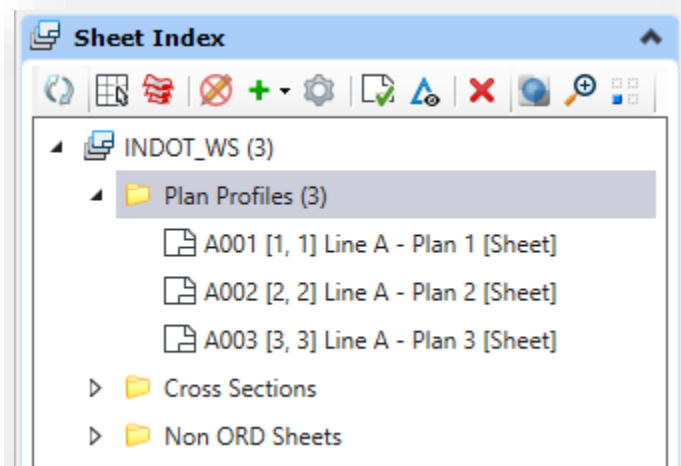 Sheet Index
INDOT_WS (3)
Plan Profiles (3)
A001 [1, 1] Line A - Plan 1 [Sheet]
A002 [2, 2] Line A - Plan 2 [Sheet]
A003 [3, 3] Line A - Plan 3 [Sheet]
Cross Sections
Non ORD Sheets